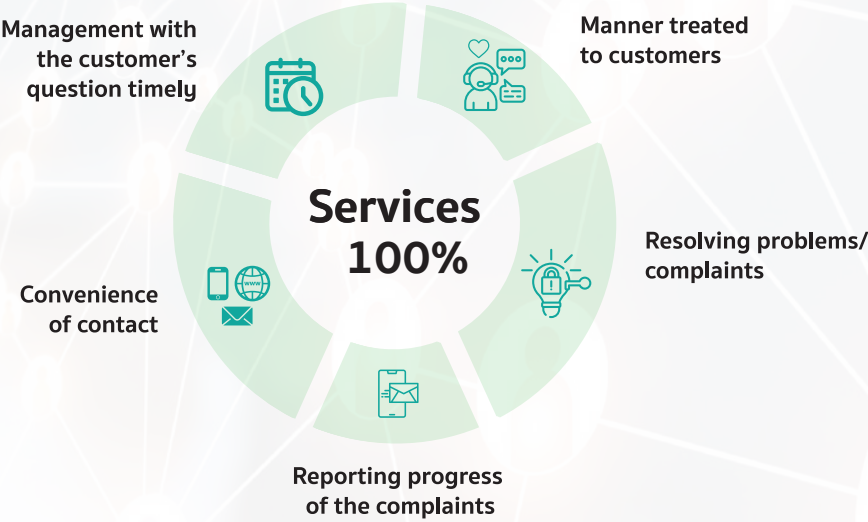 Management with
the customer's
question timely
Manner treated
to customers
Services
100%
Resolving problems/
complaints
Convenience
of contact
www
Reporting progress
of the complaints